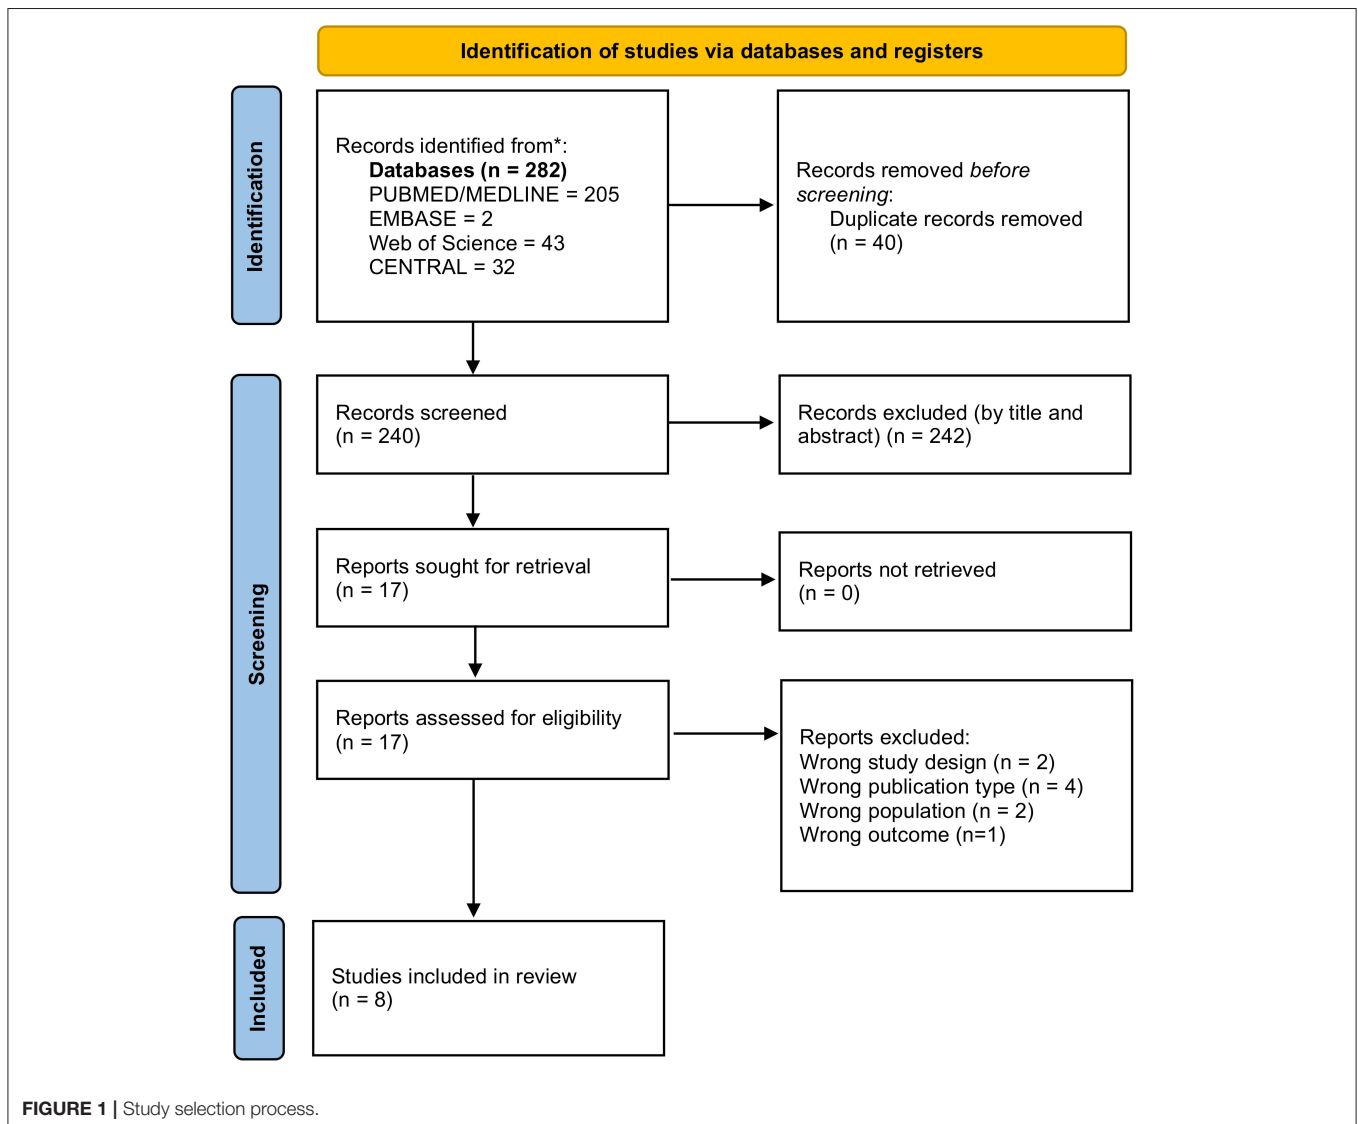 Identification of studies via databases and registers
Identification
Records identified from*:
Databases (n = 282)
PUBMED/MEDLINE = 205
EMBASE = 2
Web of Science = 43
CENTRAL = 32
Records removed before
screening:
Duplicate records removed
(n = 40)
Screening
Records screened
(n = 240)
Records excluded (by title and
abstract) (n = 242)
Reports sought for retrieval
(n = 17)
Reports not retrieved
(n = 0)
Reports assessed for eligibility
(n = 17)
Reports excluded:
Wrong study design (n = 2)
Wrong publication type (n = 4)
Wrong population (n = 2)
Wrong outcome (n=1)
Included
Studies included in review
(n = 8)
FIGURE 1 | Study selection process.